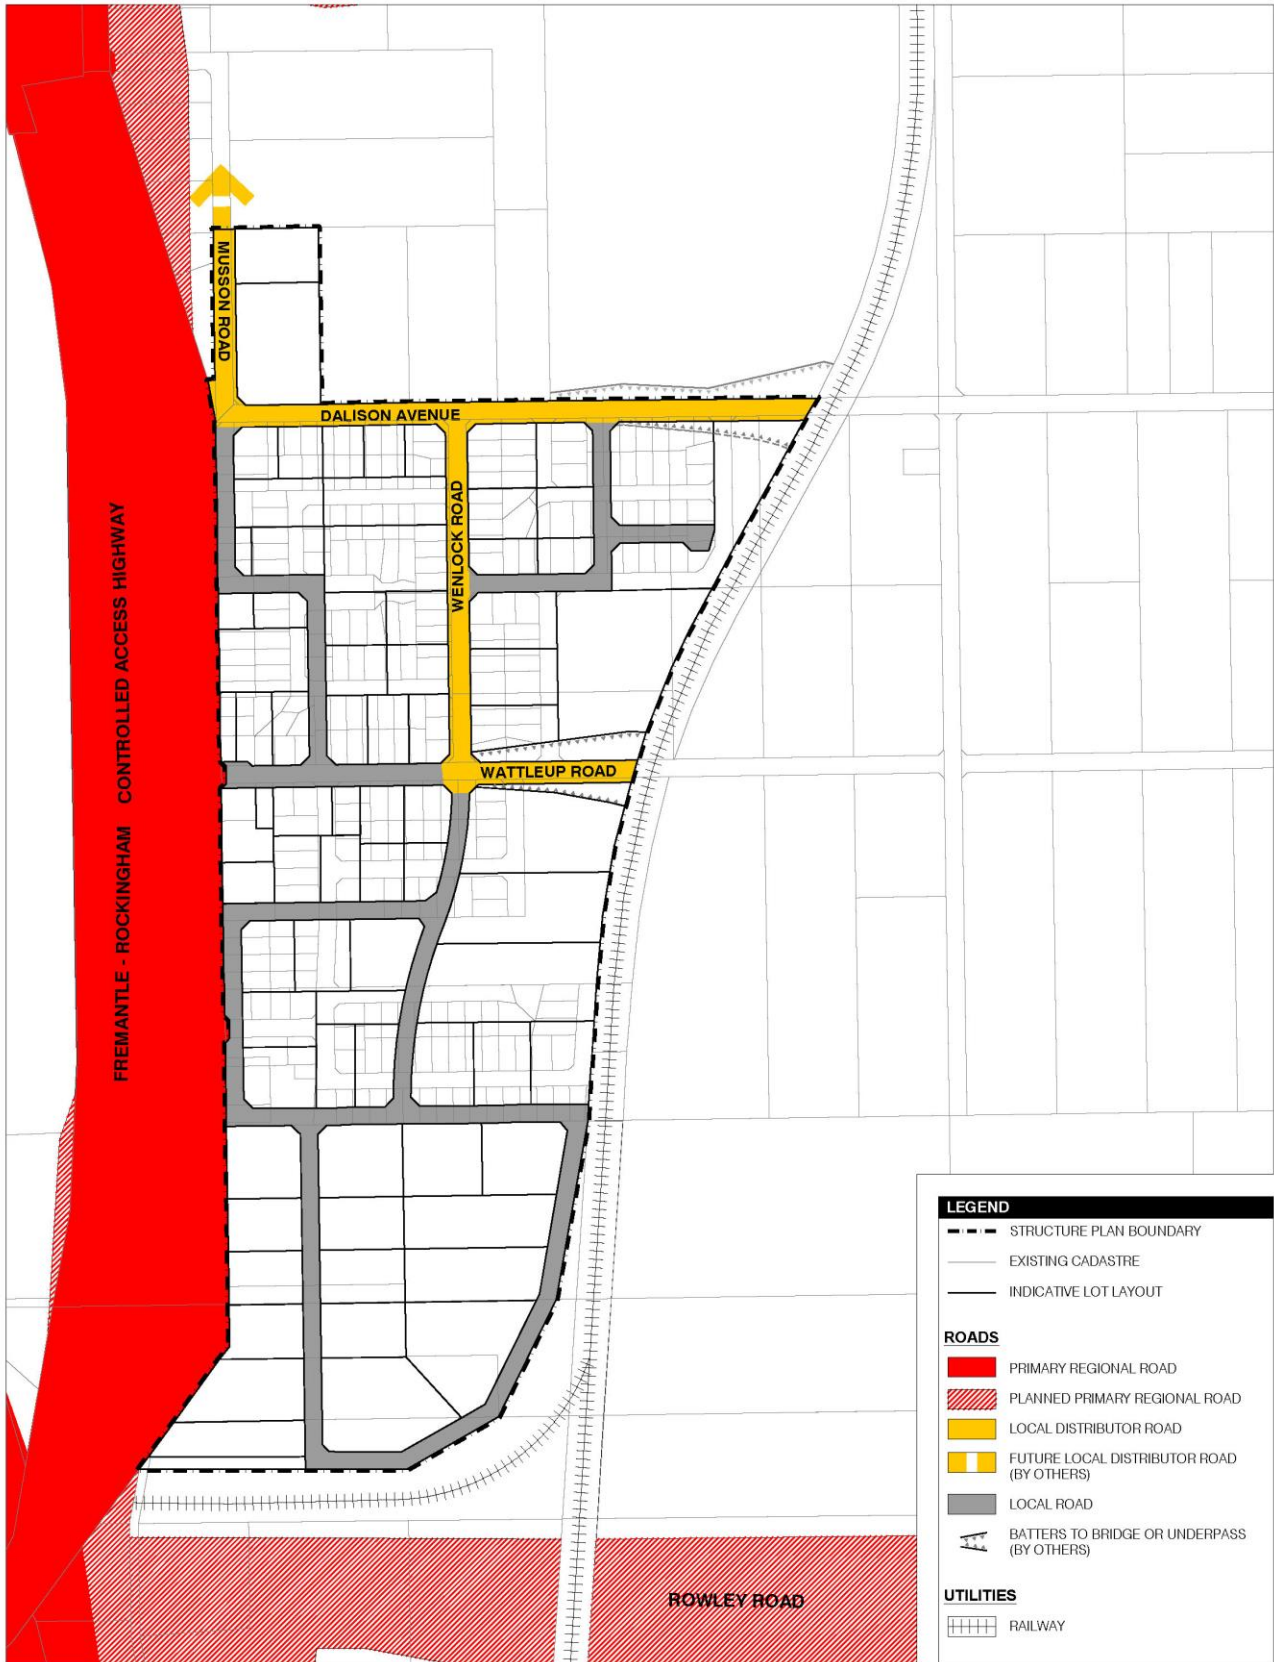 MUSSON ROAD
DALISON AVENUE
WENLOCK ROAD
FREMANTLE - ROCKINGHAM CONTROLLED ACCESS HIGHWAY
WATTLEUP ROAD
ROWLEY ROAD
LEGEND
STRUCTURE PLAN BOUNDARY
EXISTING CADASTRE
INDICATIVE LOT LAYOUT
ROADS
PRIMARY REGIONAL ROAD
PLANNED PRIMARY REGIONAL ROAD
LOCAL DISTRIBUTOR ROAD
FUTURE LOCAL DISTRIBUTOR ROAD
(BY OTHERS)
LOCAL ROAD
BATTERS TO BRIDGE OR UNDERPASS
(BY OTHERS)
UTILITIES
RAILWAY